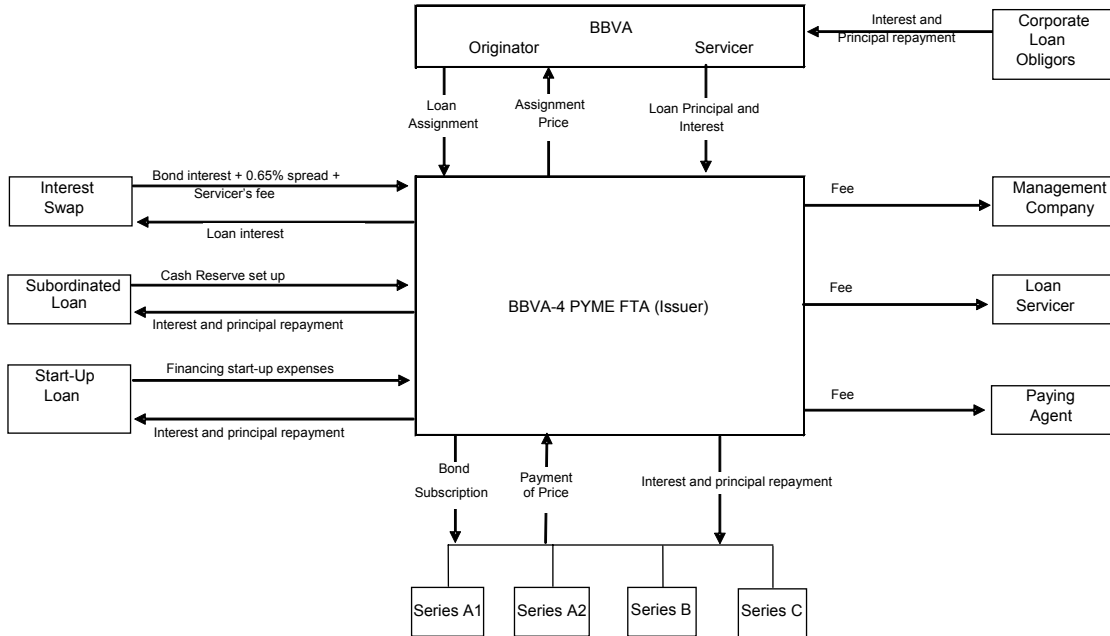 BBVA
Originator Servicer
Interest and
Principal repayment
Corporate
Loan
Obligors
Loan
Assignment
Assignment
Price
Loan Principal and
Interest
Interest
Swap
Bond interest + 0.65% spread +
Servicer's fee
Loan interest
Subordinated
Loan
Cash Reserve set up
Interest and principal repayment
Start-Up
Loan
Financing start-up expenses
Interest and principal repayment
BBVA-4 PYME FTA (Issuer)
Fee
Management
Company
Fee
Loan
Servicer
Fee
Paying
Agent
Bond
Subscription
Payment
of Price
Interest and principal repayment
Series A1
Series A2
Series B
Series C